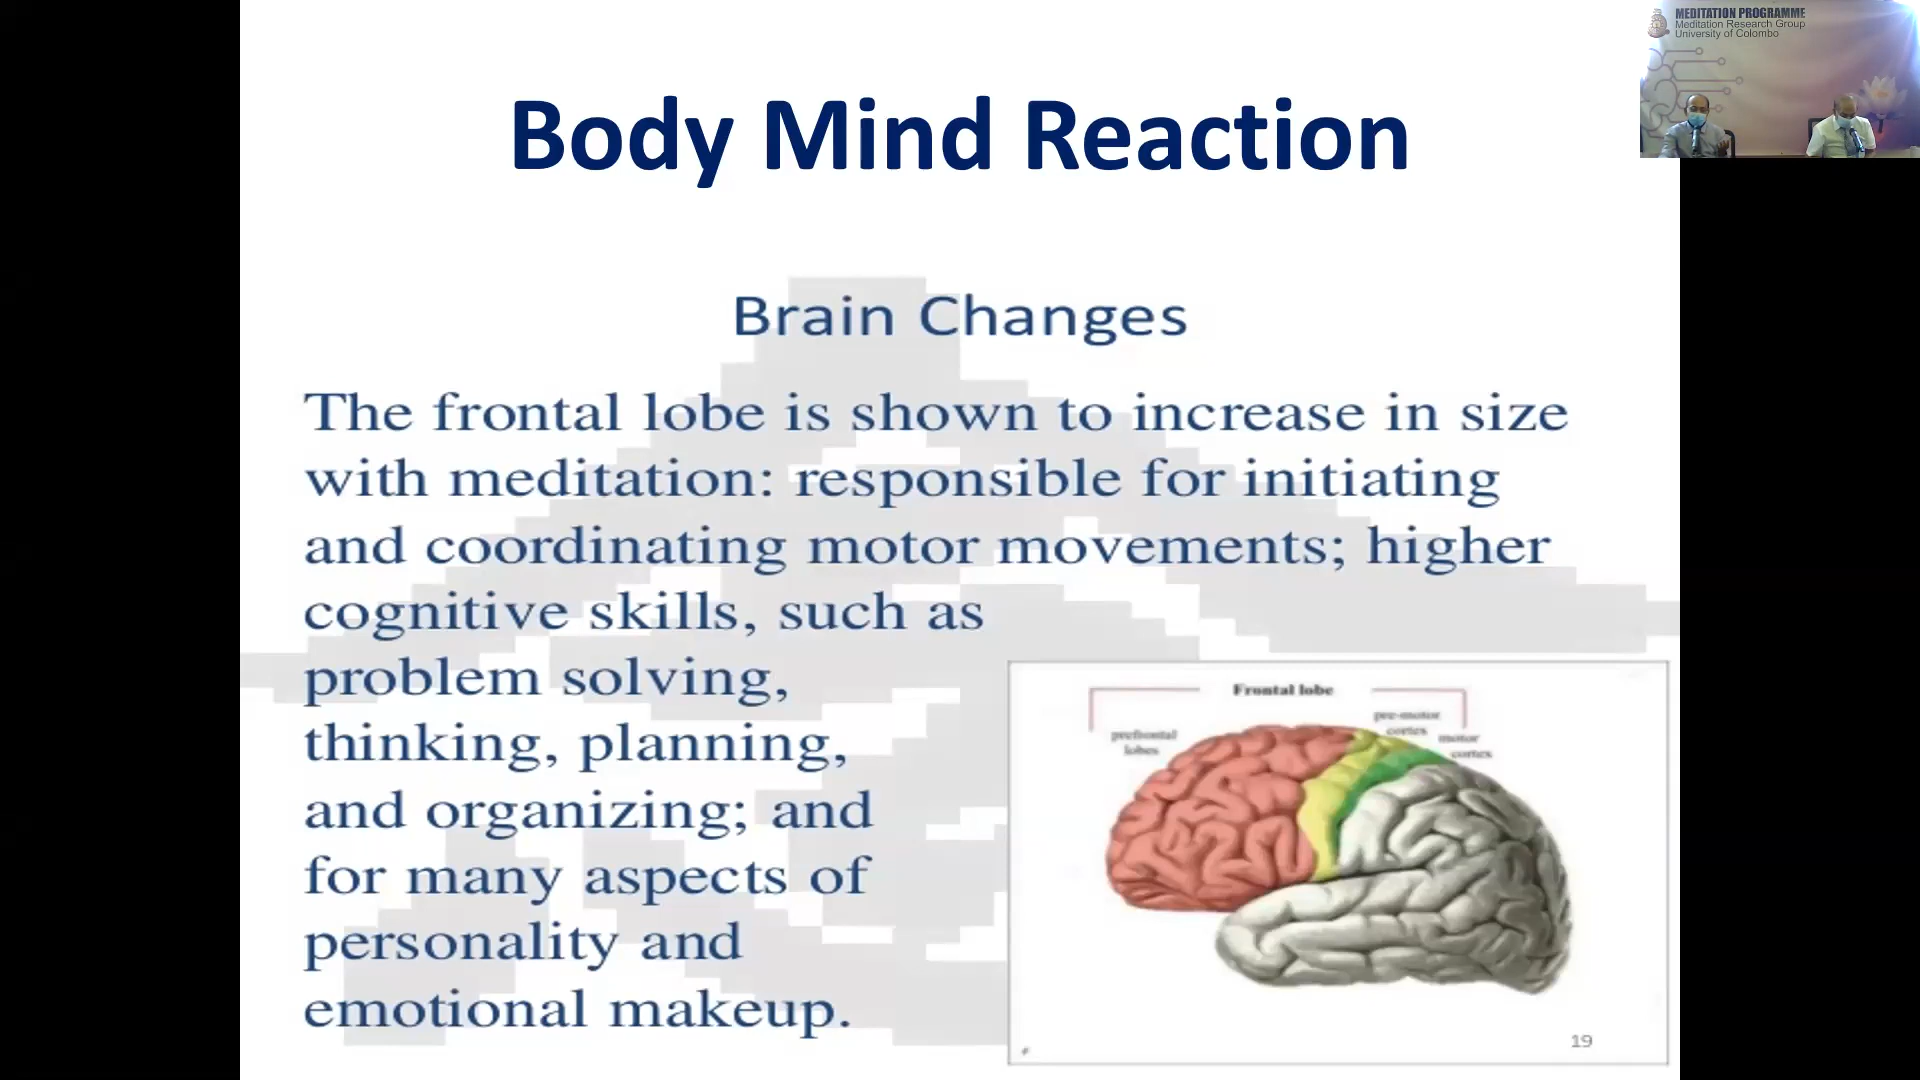 Body Mind Reaction
MEDITATION PROGRAMME
Meditation Research Group
University of Colombo
Brain Changes
The frontal lobe is shown to increase in size
with meditation: responsible for initiating
and coordinating motor movements; higher
cognitive skills, such as
problem solving,
thinking, planning,
and organizing; and
for many aspects of
personality and
emotional makeup.
Frontal lobe
prefrontal
lobes
pre-motor
cortex
motor
cortex
19